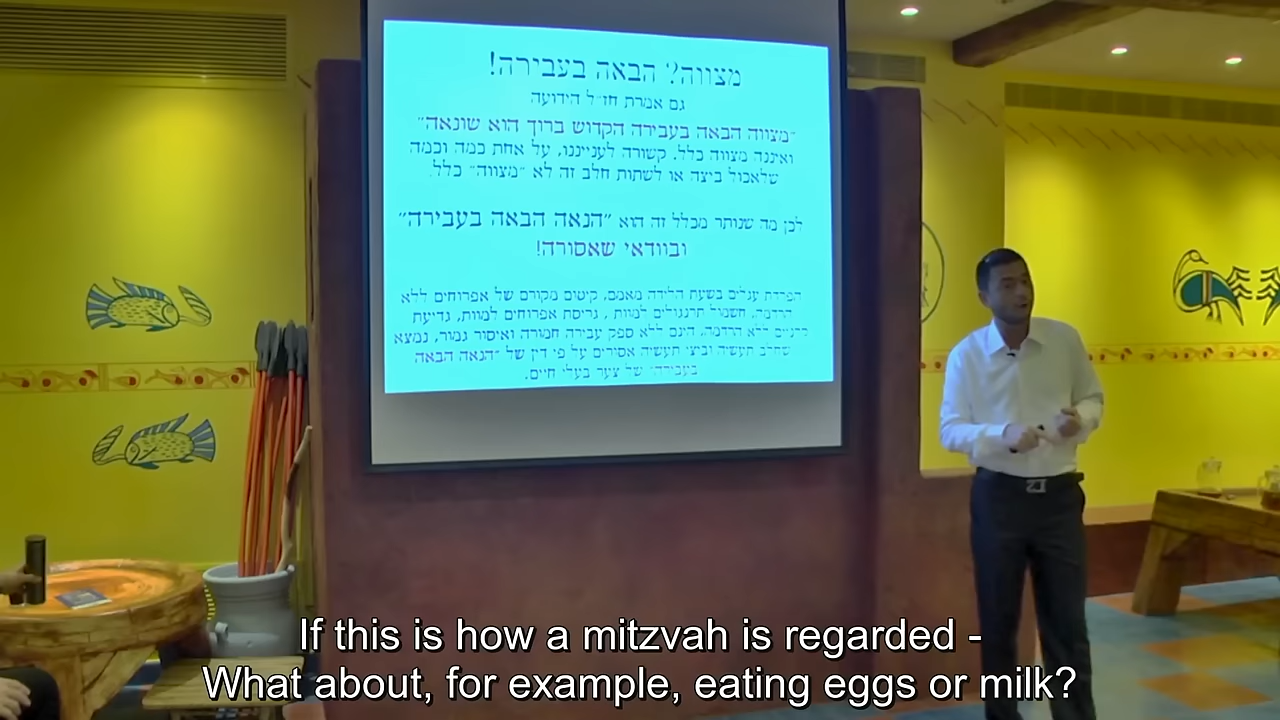 מצווה? הבאה בעבירה!
גם אמרת חז״ל הידועה
״מצווה הבאה בעבירה הקדוש ברוך הוא שונאה״
ואיננה מצווה כלל. קשורה לענייננו, על אחת כמה וכמה
שלאכול ביצה או לשתות חלב זה לא ״מצווה״ כלל.
לכן מה שנותר מכלל זה הוא ״הנאה הבאה בעבירה״
ובוודאי שאסורה!
הפרדת עגלים בשעת הלידה מאמם, קיטום מקורם של אפרוחים ללא
הרדמה, חשמול תרנגולים למוות, גריסת אפרוחים למוות, גדיעת
קרניים ללא הרדמה, הינם ללא ספק עבירה חמורה ואיסור גמור, נמצא
שחלב תעשיה וביצי תעשיה אסורים על פי דין של ״הנאה הבאה
בעבירה״ של צער בעלי חיים.
If this is how a mitzvah is regarded -
What about, for example, eating eggs or milk?